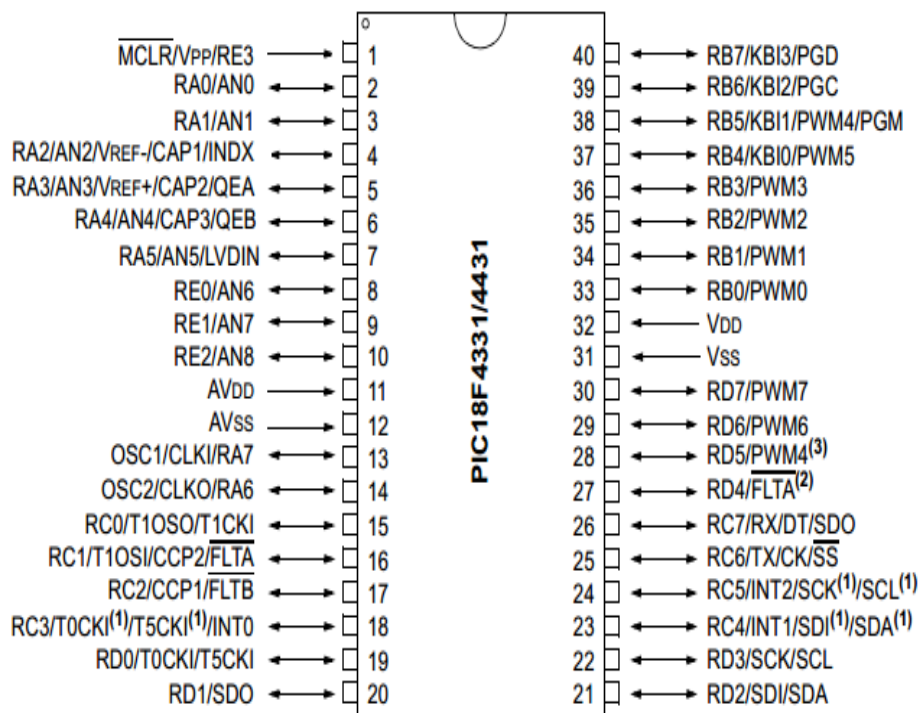 MCLR/VPP/RE3 1
RA0/AN0 2
RA1/AN1 3
RA2/AN2/VREF-/CAP1/INDX 4
RA3/AN3/VREF+/CAP2/QEA 5
RA4/AN4/CAP3/QEB 6
RA5/AN5/LVDIN 7
RE0/AN6 8
RE1/AN7 9
RE2/AN8 10
AVDD 11
AVSS 12
OSC1/CLKI/RA7 13
OSC2/CLKO/RA6 14
RC0/T1OSO/T1CKI 15
RC1/T1OSI/CCP2/FLTA 16
RC2/CCP1/FLTB 17
RC3/T0CKI(1)/T5CKI(1)/INT0 18
RD0/T0CKI/T5CKI 19
RD1/SDO 20
PIC18F4331/4431
40 RB7/KBI3/PGD
39 RB6/KBI2/PGC
38 RB5/KBI1/PWM4/PGM
37 RB4/KBI0/PWM5
36 RB3/PWM3
35 RB2/PWM2
34 RB1/PWM1
33 RB0/PWM0
32 VDD
31 VSS
30 RD7/PWM7
29 RD6/PWM6
28 RD5/PWM4(3)
27 RD4/FLTA(2)
26 RC7/RX/DT/SDO
25 RC6/TX/CK/SS
24 RC5/INT2/SCK(1)/SCL(1)
23 RC4/INT1/SDI(1)/SDA(1)
22 RD3/SCK/SCL
21 RD2/SDI/SDA